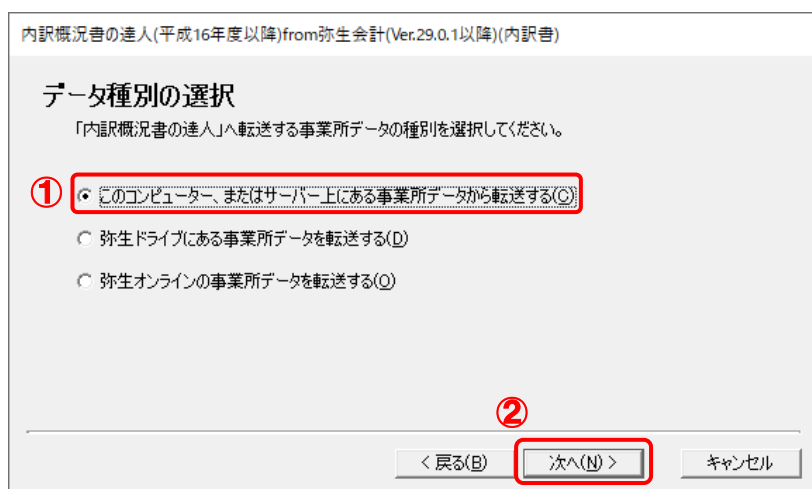 内訳概況書の達人(平成16年度以降)from弥生会計(Ver.29.0.1以降)(内訳書)
データ種別の選択
「内訳概況書の達人」へ転送する事業所データの種別を選択してください。
① このコンピューター、またはサーバー上にある事業所データから転送する(C)
弥生ドライブにある事業所データを転送する(D)
弥生オンラインの事業所データを転送する(O)
②
< 戻る(B) 次へ(N) > キャンセル